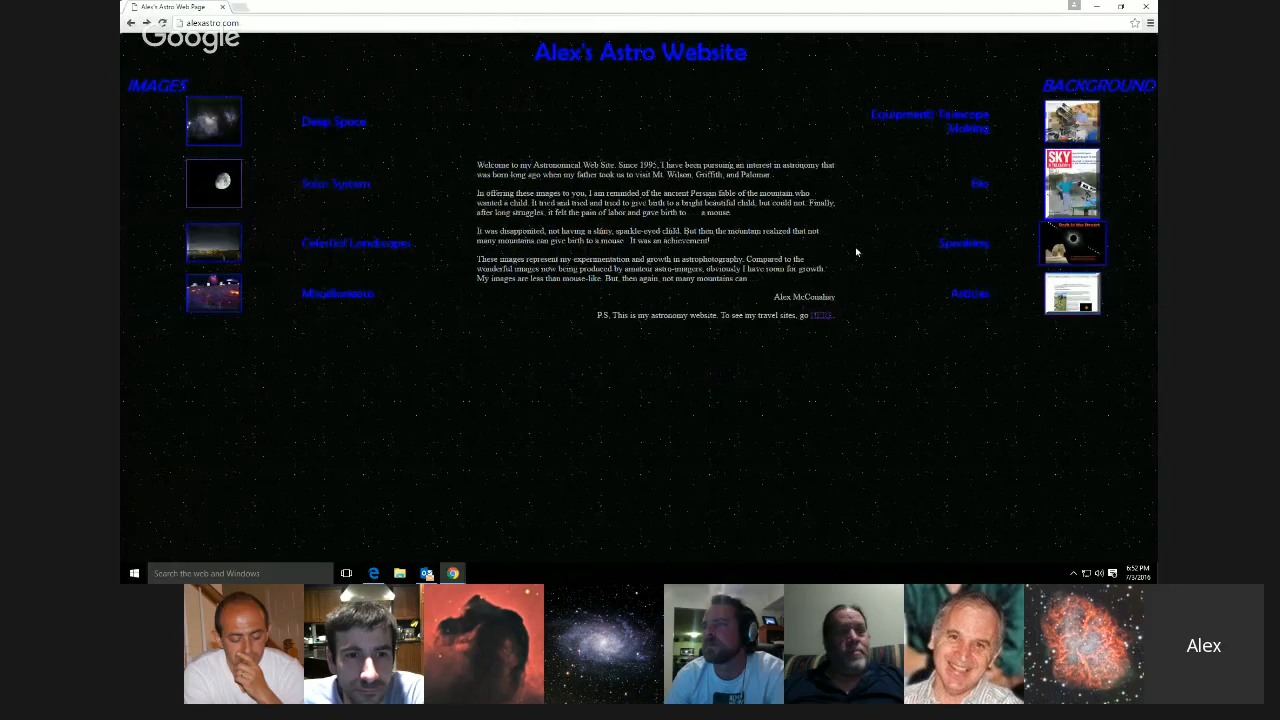 Alex's Astro Web Page
alexastro.com
Google
Alex's Astro Website
IMAGES
BACKGROUND
Deep Space
Equipment: Telescope
Making
Welcome to my Astronomical Web Site. Since 1995, I have been pursuing an interest in astronomy that
was born long ago when my father took us to visit Mt. Wilson, Griffith, and Palomar .
SKY
Solar System
Bio
In offering these images to you, I am reminded of the ancient Persian fable of the mountain who
wanted a child. It tried and tried and tried to give birth to a bright beautiful child, but could not. Finally,
after long struggles, it felt the pain of labor and gave birth to ... a mouse.
It was disapponited, not having a shiny, sparkle-eyed child. But then the mountain realized that not
many mountains can give birth to a mouse . It was an achievement!
Celestial Landscapes
Speaking
These images represent my experimentation and growth in astrophotography. Compared to the
wonderful images now being produced by amateur astro-imagers, obviously I have room for growth.
My images are less than mouse-like. But, then again, not many mountains can ...
Miscellaneous
Articles
Alex McConahay
P.S, This is my astronomy website. To see my travel sites, go HERE .
Search the web and Windows
6:52 PM
7/3/2016
Alex